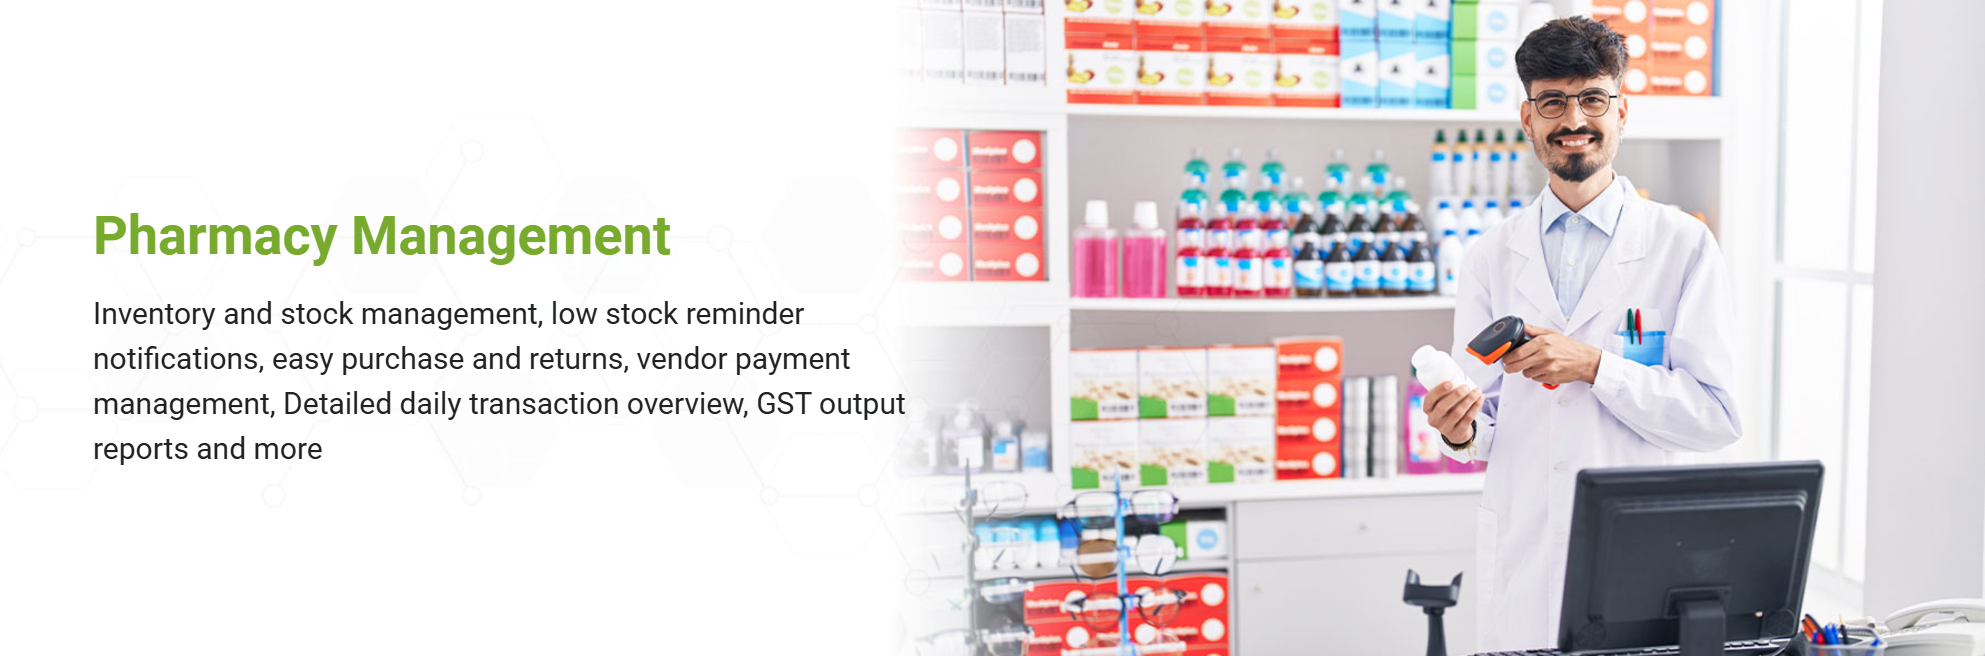 Pharmacy Management
Inventory and stock management, low stock reminder
notifications, easy purchase and returns, vendor payment
management, Detailed daily transaction overview, GST output
reports and more